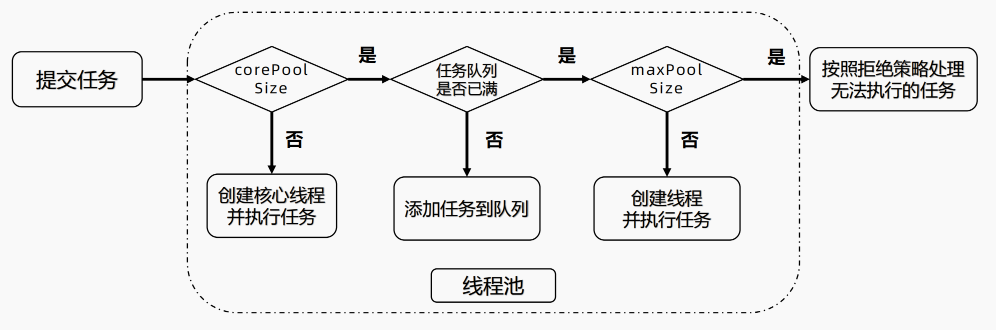 提交任务
corePool
Size
是
任务队列
是否已满
是
maxPool
Size
是
按照拒绝策略处理
无法执行的任务
否
否
否
创建核心线程
并执行任务
添加任务到队列
创建线程
并执行任务
线程池